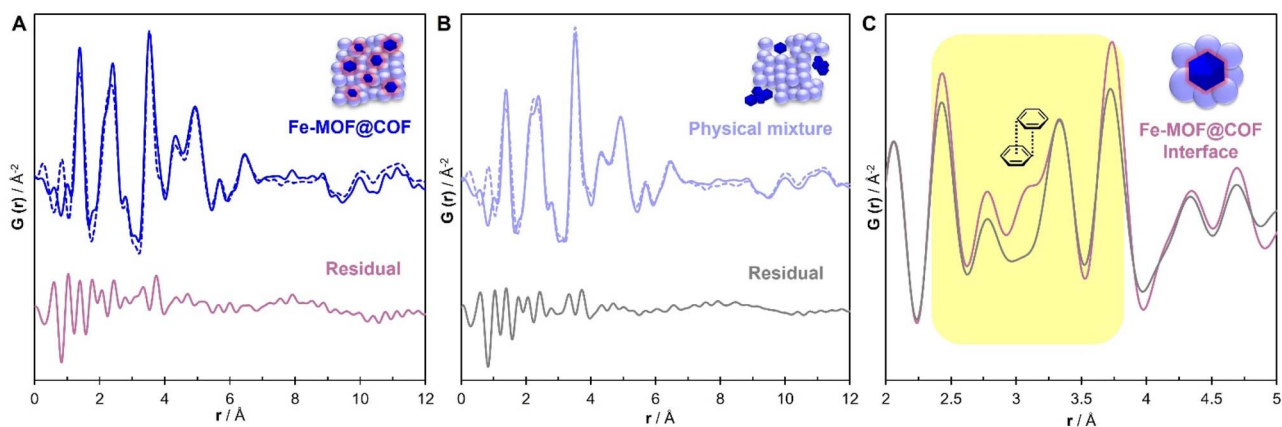 A
G (r) / Å-2
Fe-MOF@COF
Residual
0 2 4 6 8 10 12
r / Å
B
G (r) / Å-2
Physical mixture
Residual
0 2 4 6 8 10 12
r / Å
C
G (r) / Å-2
Fe-MOF@COF
Interface
2 2.5 3 3.5 4 4.5 5
r / Å